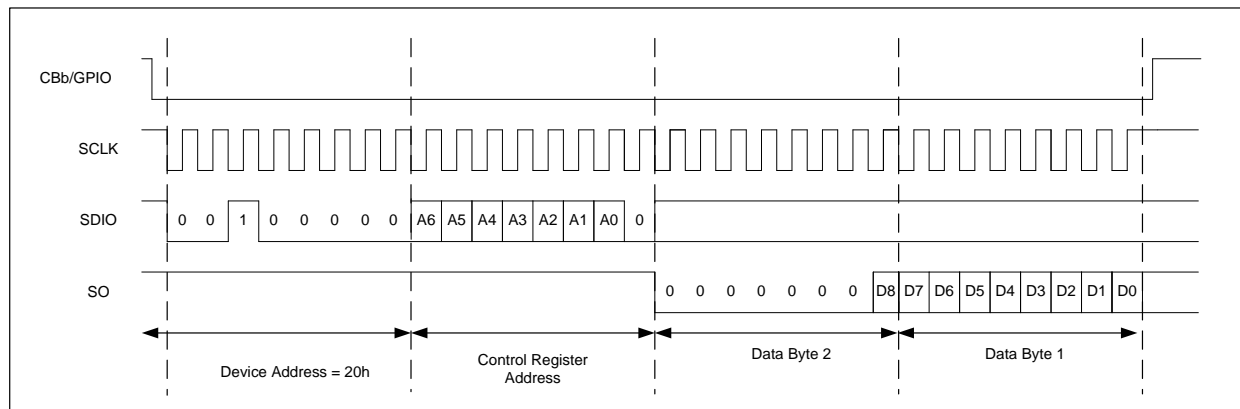 CBb/GPIO
SCLK
SDIO 0 0 1 0 0 0 0 0 A6 A5 A4 A3 A2 A1 A0 0
SO 0 0 0 0 0 0 0 D8 D7 D6 D5 D4 D3 D2 D1 D0
Device Address = 20h
Control Register
Address
Data Byte 2
Data Byte 1